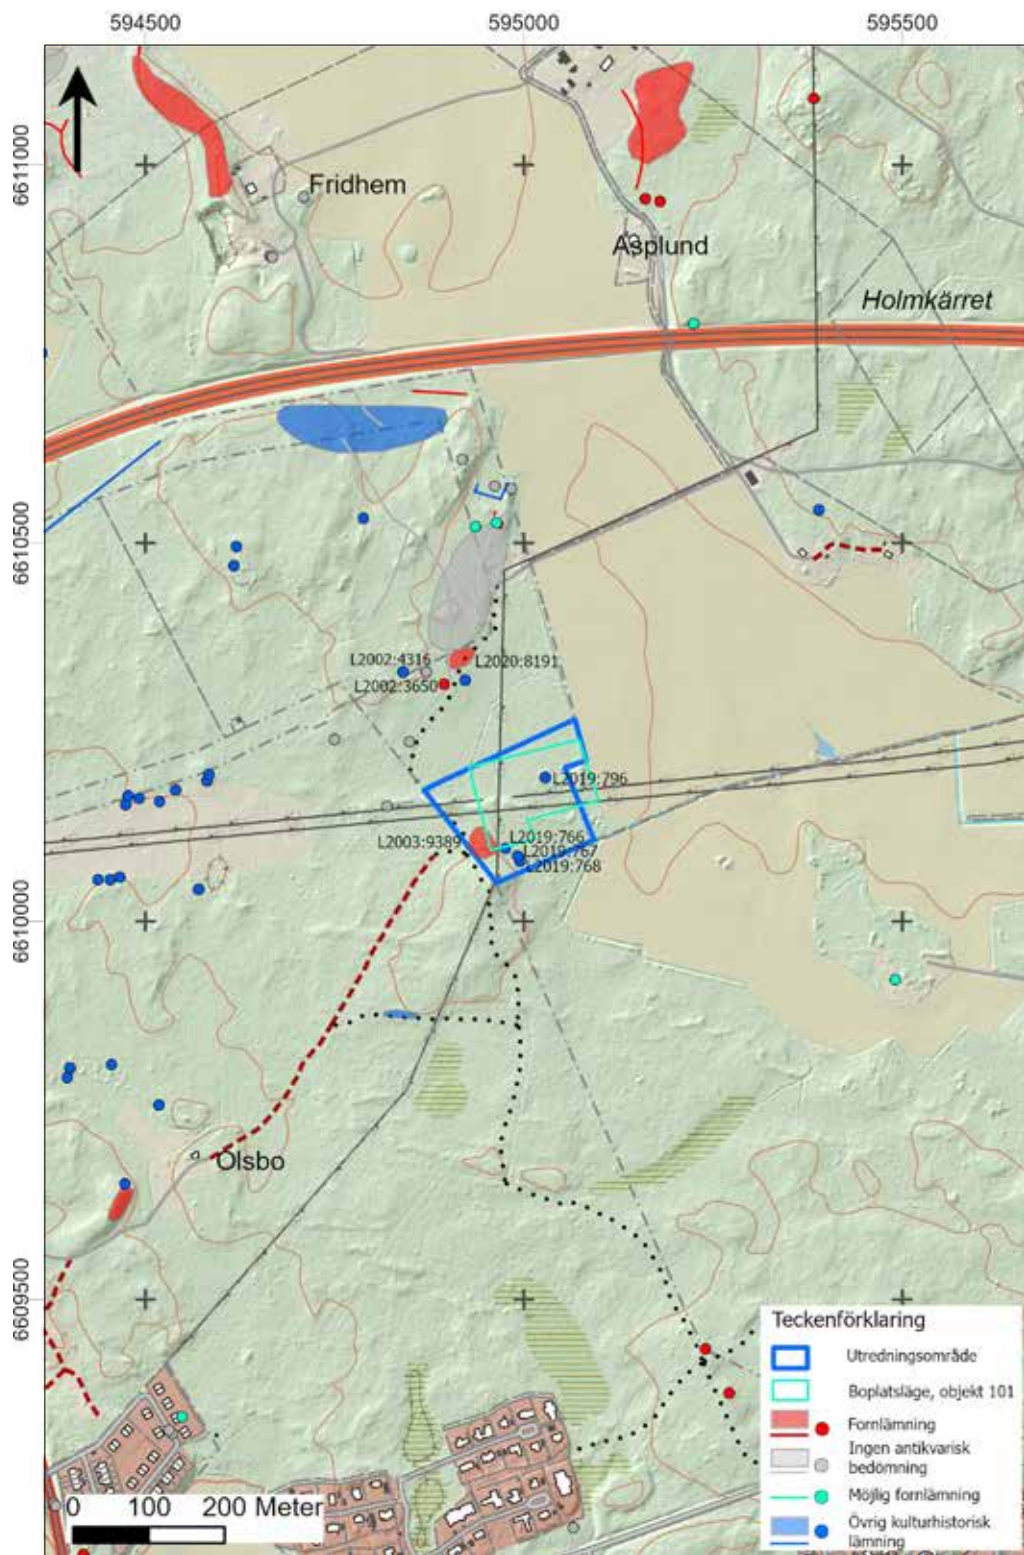 594500 595000 595500
6611000
Fridhem
Asplund
Holmkärret
6610500
L2002:4316
L2020:8191
L2002:3650
L2019:796
L2003:9389
L2019:766
L2019:767
L2019:768
6610000
Olsbo
6609500
Teckenförklaring
Utredningsområde
Boplatsläge, objekt 101
Fornlämning
Ingen antikvarisk
bedömning
Möjlig fornlämning
Övrig kulturhistorisk
lämning
0 100 200 Meter